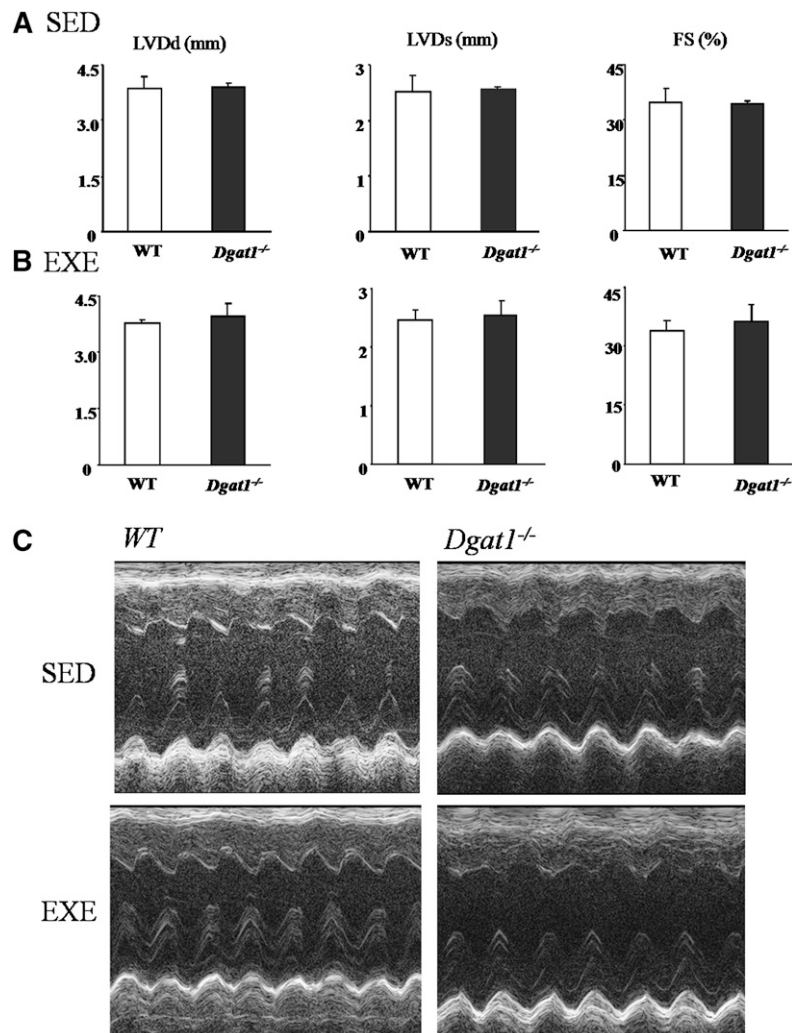 A SED
LVDd (mm) LVDs (mm) FS (%)
4.5 3 45
3.0 2 30
1.5 1 15
0 0 0
WT Dgat1-/- WT Dgat1-/- WT Dgat1-/-
B EXE
4.5 3 45
3.0 2 30
1.5 1 15
0 0 0
WT Dgat1-/- WT Dgat1-/- WT Dgat1-/-
C WT Dgat1-/-
SED
EXE